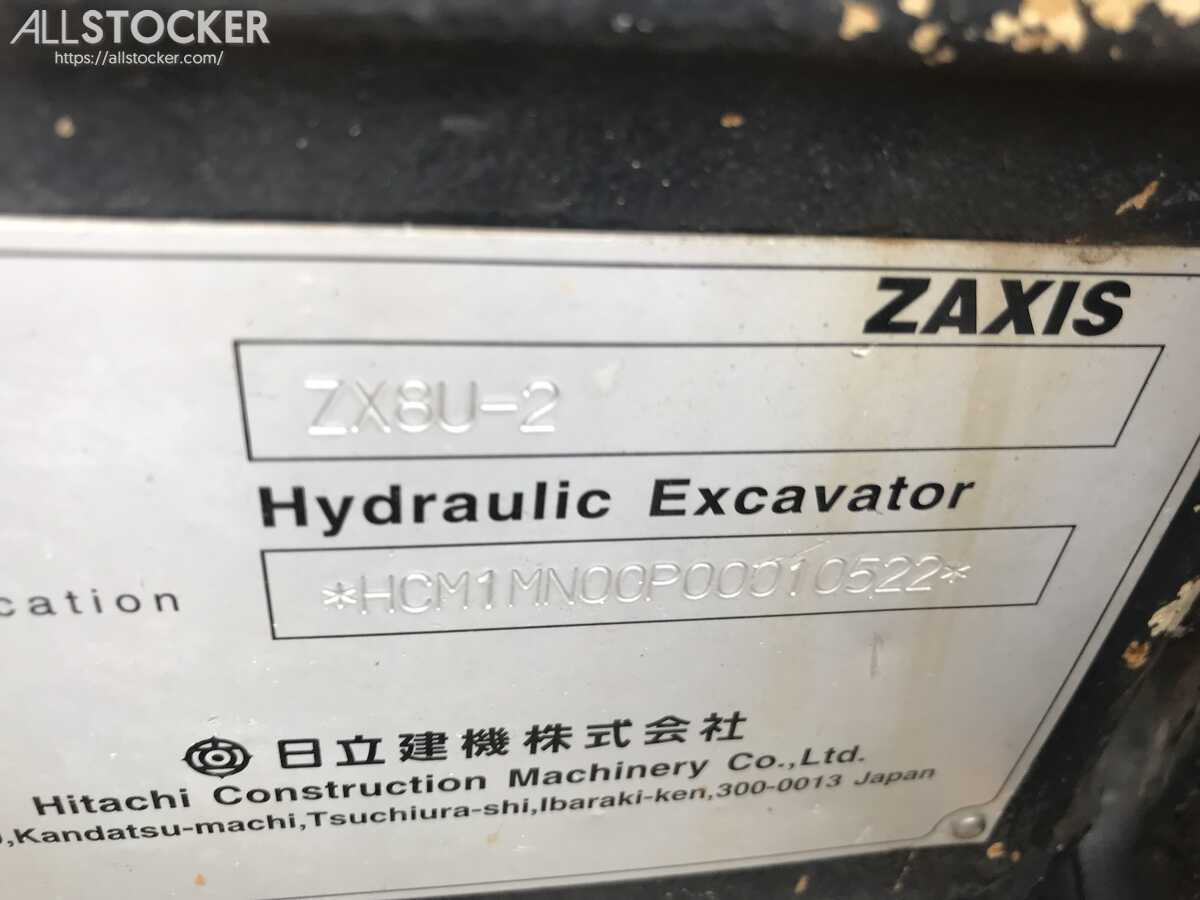 ALLSTOCKER
https://allstocker.com/
ZAXIS
ZX8U-2
Hydraulic Excavator
cation
*HCM1MN00P00010522*
日立建機株式会社
Hitachi Construction Machinery Co.,Ltd.
,Kandatsu-machi,Tsuchiura-shi,Ibaraki-ken,300-0013 Japan